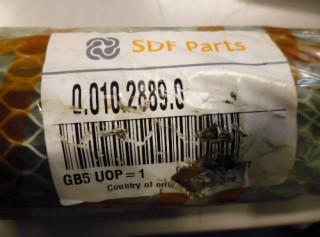 SDF Parts
0.010.2889.0
GB5 UOP = 1
Country of